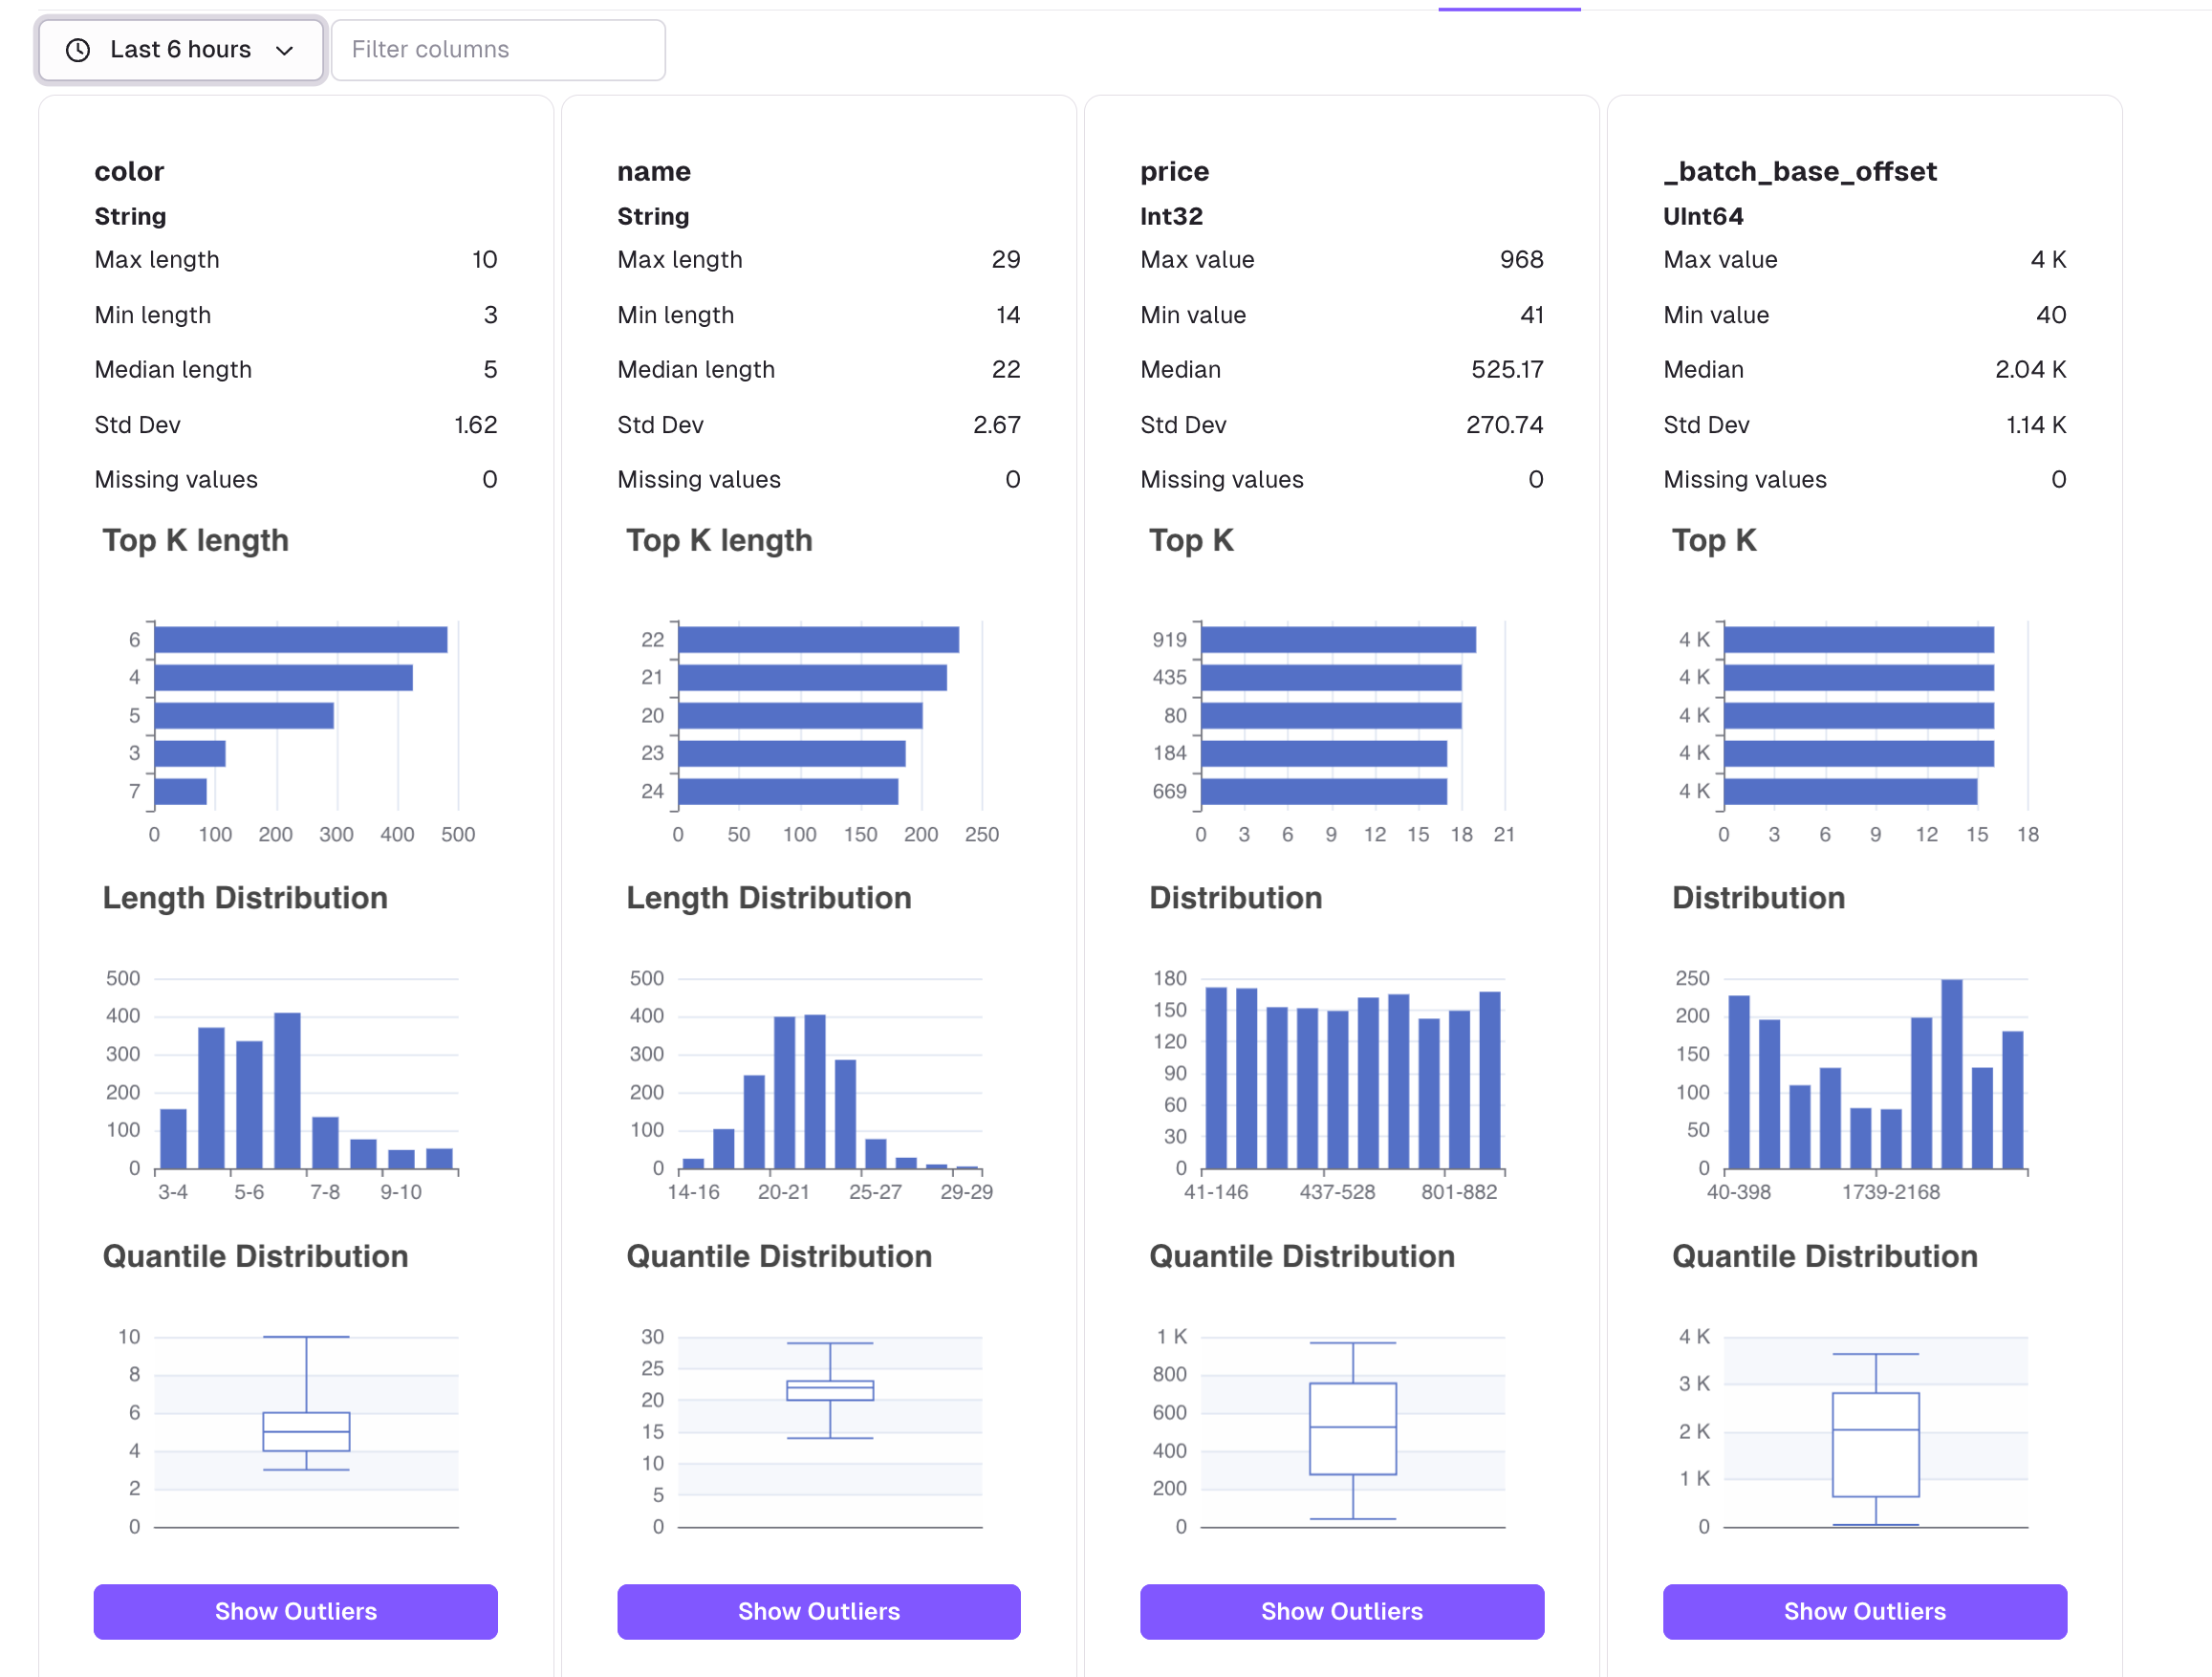 Last 6 hours
Filter columns
color
String
Max length 10
Min length 3
Median length 5
Std Dev 1.62
Missing values 0
Top K length
6
4
5
3
7
0 100 200 300 400 500
Length Distribution
500
400
300
200
100
0
3-4 5-6 7-8 9-10
Quantile Distribution
10
8
6
4
2
0
Show Outliers
name
String
Max length 29
Min length 14
Median length 22
Std Dev 2.67
Missing values 0
Top K length
22
21
20
23
24
0 50 100 150 200 250
Length Distribution
500
400
300
200
100
0
14-16 20-21 25-27 29-29
Quantile Distribution
30
25
20
15
10
5
0
Show Outliers
price
Int32
Max value 968
Min value 41
Median 525.17
Std Dev 270.74
Missing values 0
Top K
919
435
80
184
669
0 3 6 9 12 15 18 21
Distribution
180
150
120
90
60
30
0
41-146 437-528 801-882
Quantile Distribution
1 K
800
600
400
200
0
Show Outliers
_batch_base_offset
UInt64
Max value 4 K
Min value 40
Median 2.04 K
Std Dev 1.14 K
Missing values 0
Top K
4 K
4 K
4 K
4 K
4 K
0 3 6 9 12 15 18
Distribution
250
200
150
100
50
0
40-398 1739-2168
Quantile Distribution
4 K
3 K
2 K
1 K
0
Show Outliers